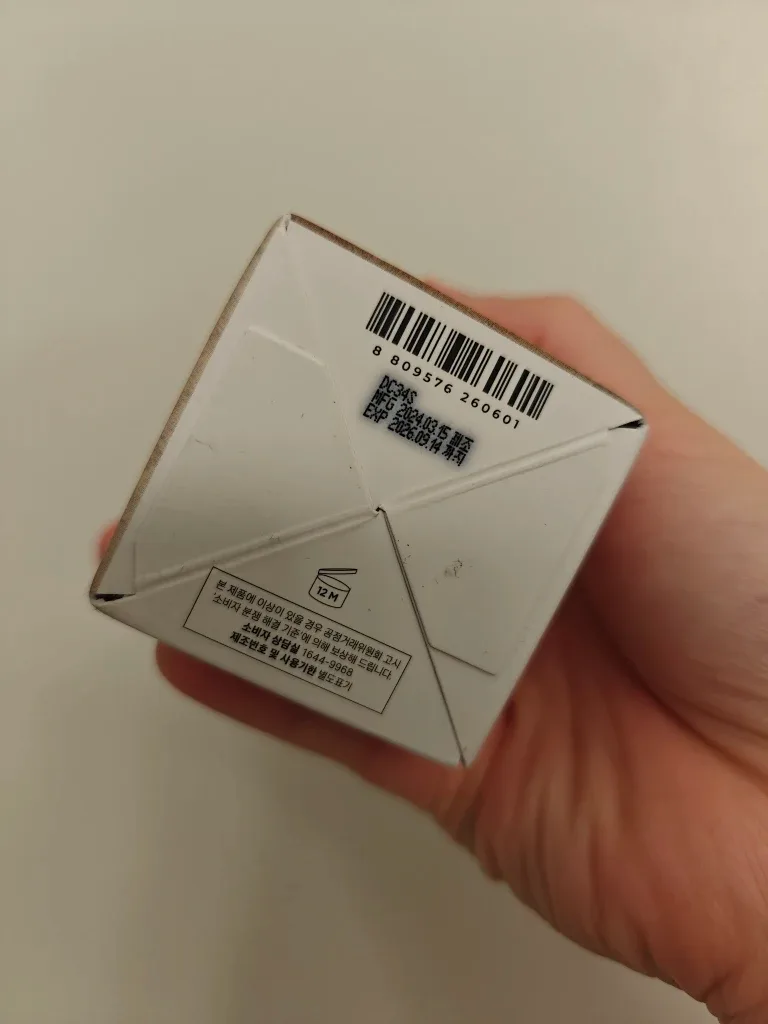 8 809576 260601
DC34S
MFG 2024.03.15 제조
EXP 2026.09.14 까지
12 M
본 제품에 이상이 있을 경우 공정거래위원회 고시
'소비자 분쟁 해결 기준'에 의해 보상해 드립니다.
소비자 상담실 1644-9968
제조번호 및 사용기한 별도표기